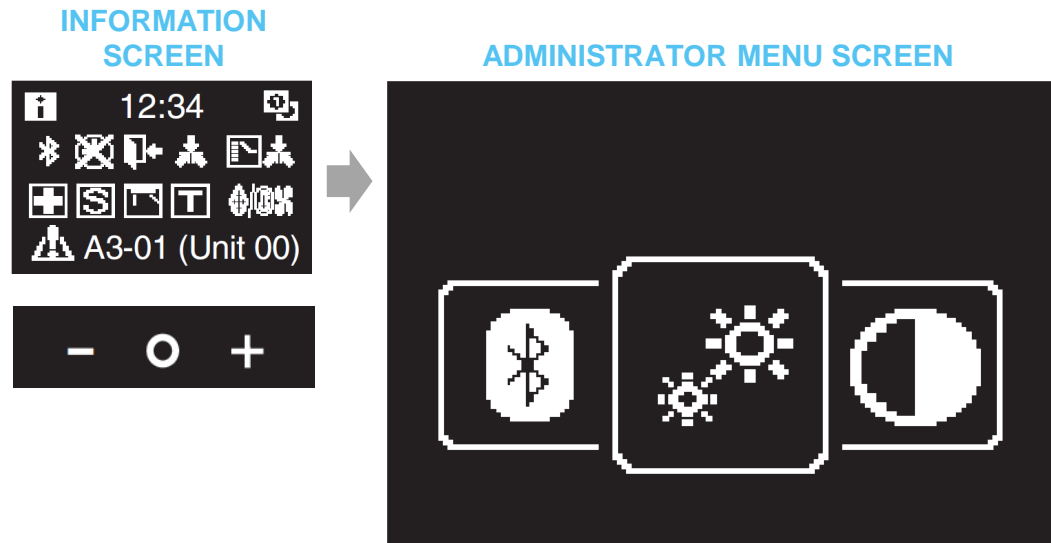 INFORMATION
SCREEN
ADMINISTRATOR MENU SCREEN
i 12:34
S T
A3-01 (Unit 00)
- O +